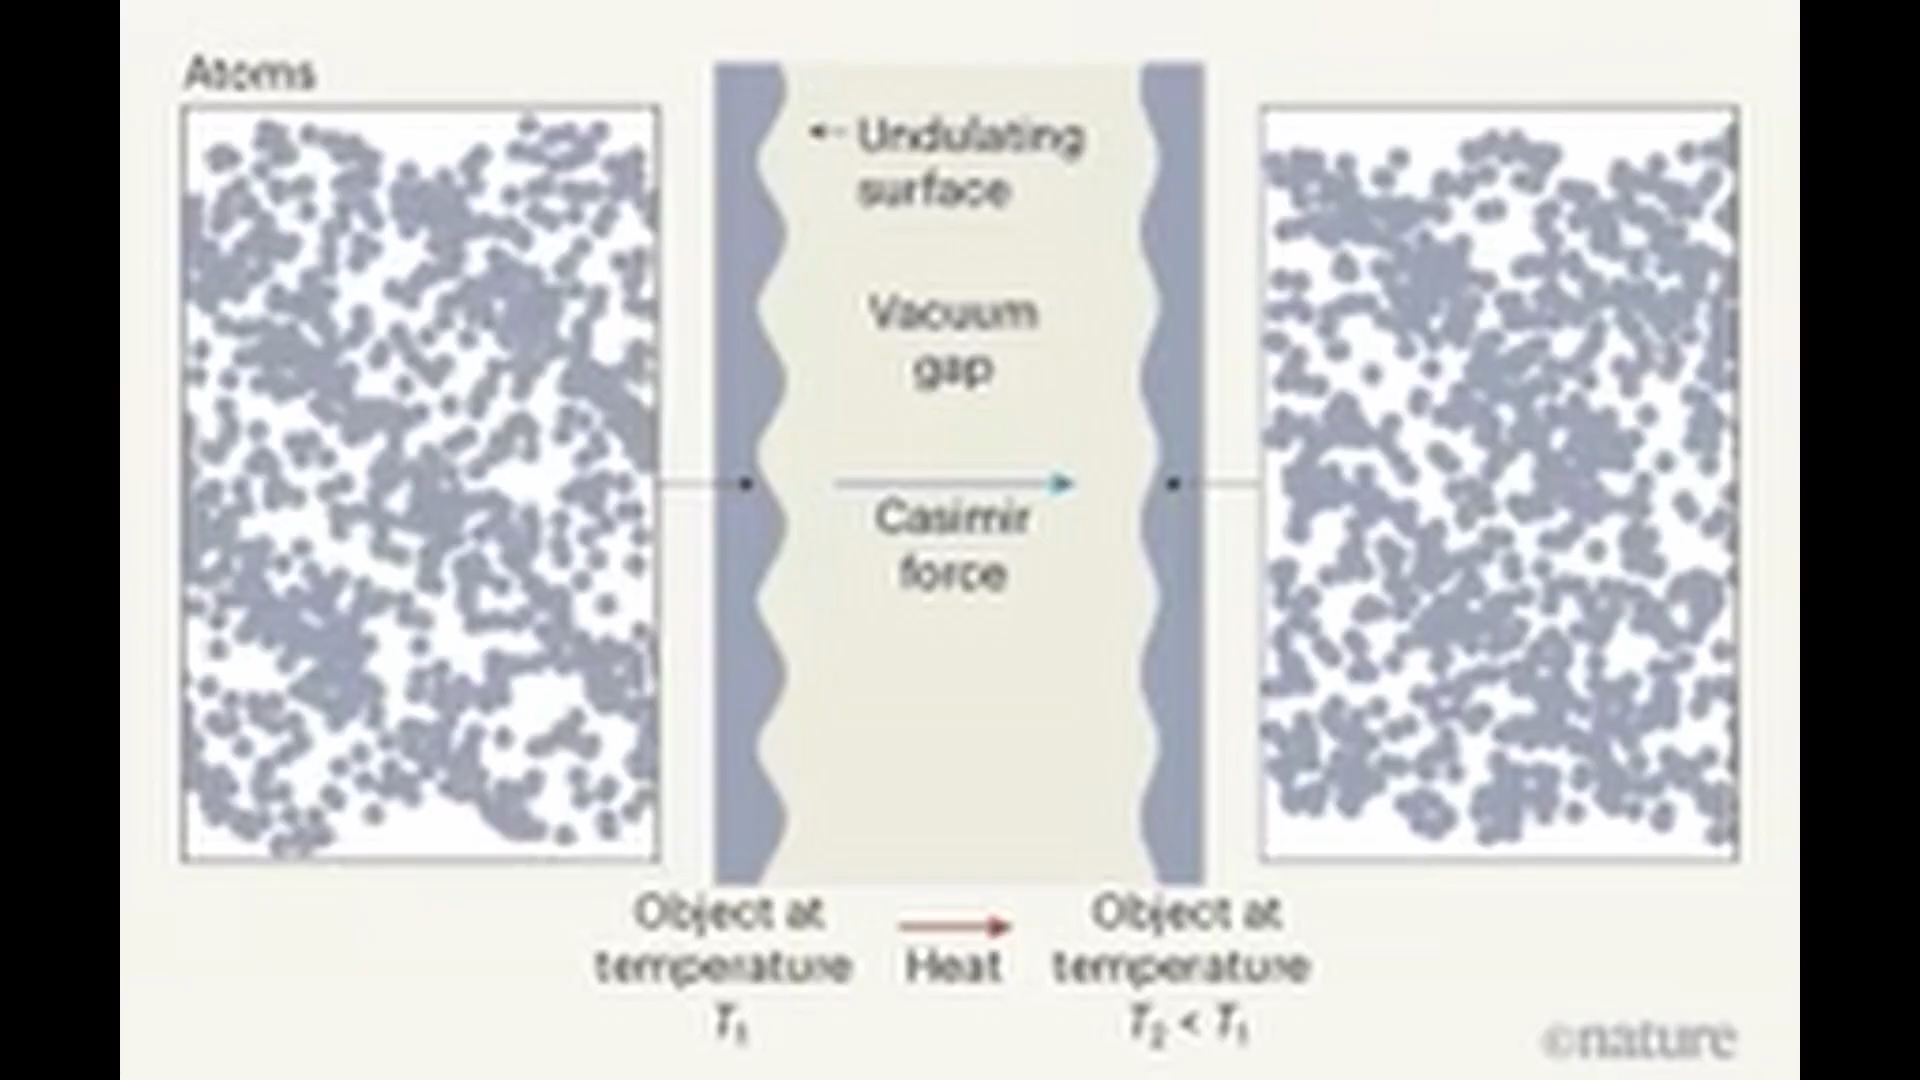 Atoms
Undulating
surface
Vacuum
gap
Casimir
force
Object at
temperature
T₁
Heat
Object at
temperature
T₂ < T₁
©nature